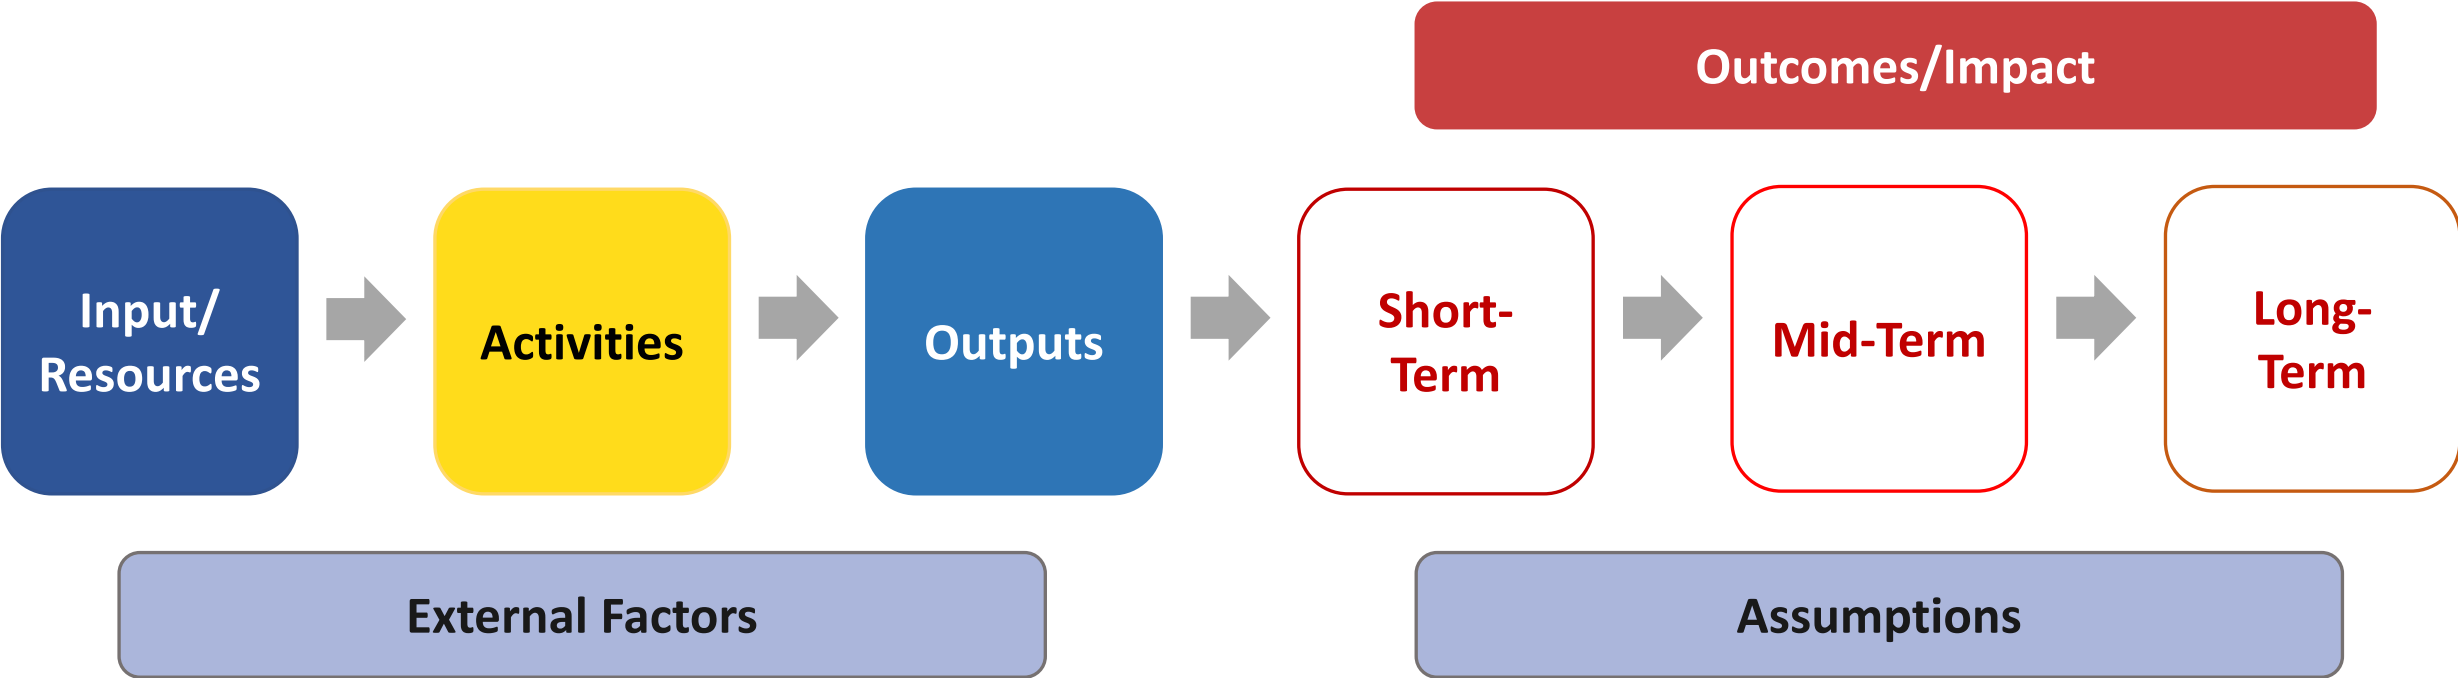 Outcomes/Impact
Input/
Resources
Activities
Outputs
Short-
Term
Mid-Term
Long-
Term
External Factors
Assumptions